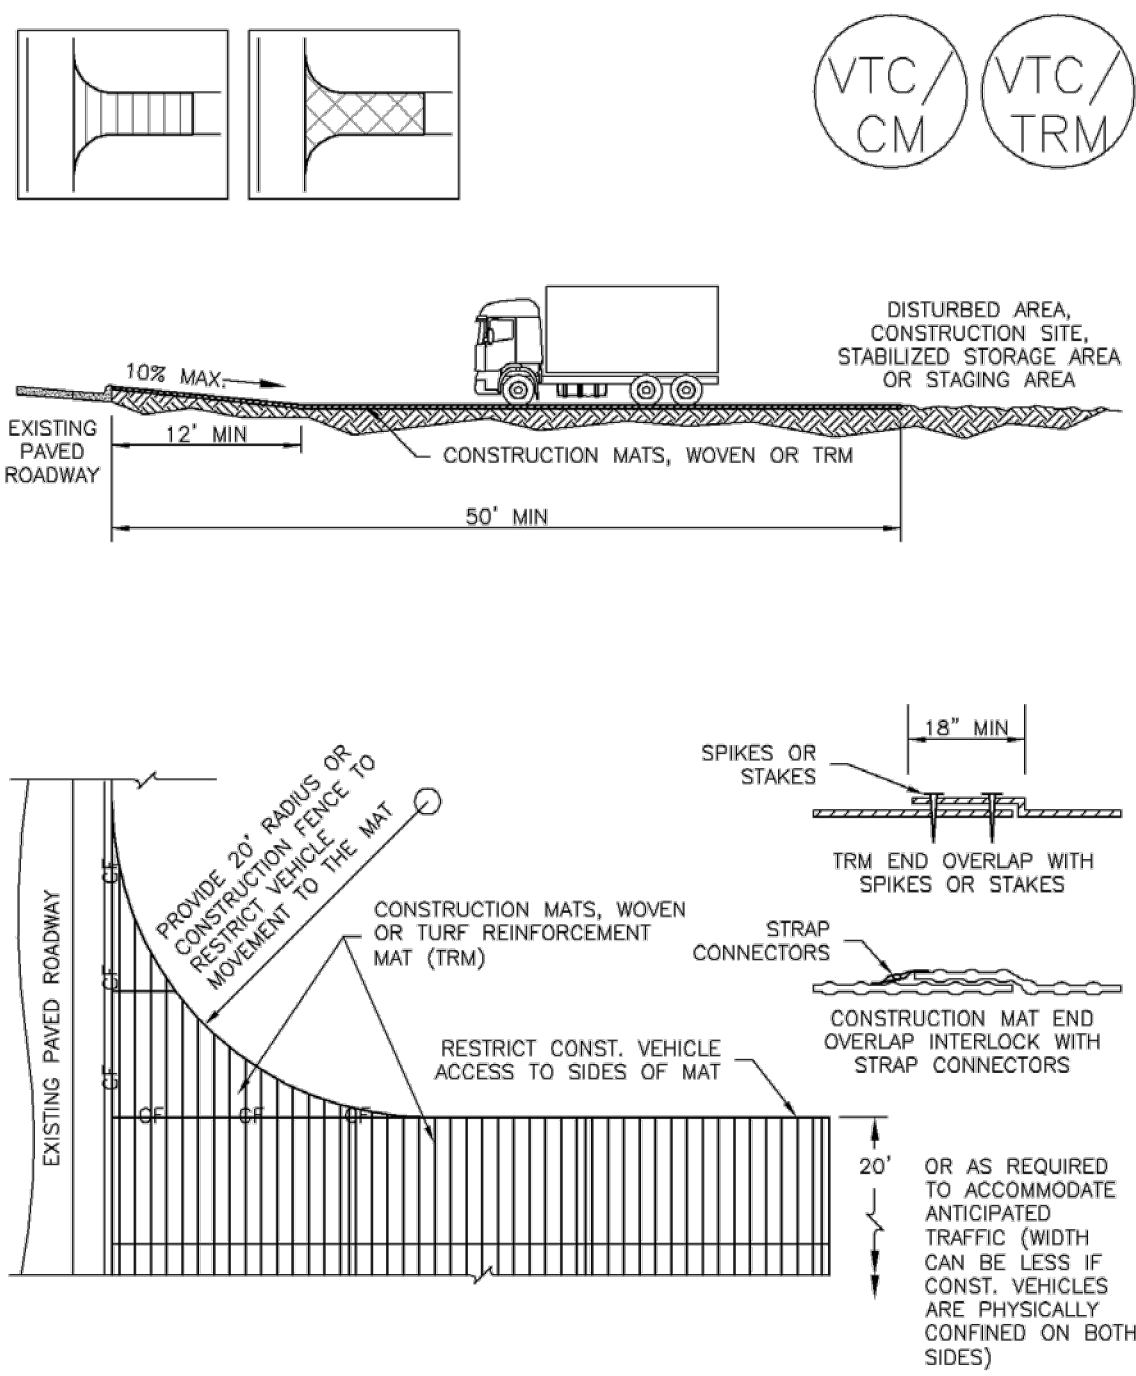 VTC/
CM
VTC/
TRM
DISTURBED AREA,
CONSTRUCTION SITE,
STABILIZED STORAGE AREA
OR STAGING AREA
10% MAX.
EXISTING
PAVED
ROADWAY
12' MIN
CONSTRUCTION MATS, WOVEN OR TRM
50' MIN
PROVIDE 20' RADIUS OR
CONSTRUCTION FENCE TO
RESTRICT VEHICLE
MOVEMENT TO THE MAT
18" MIN
SPIKES OR
STAKES
TRM END OVERLAP WITH
SPIKES OR STAKES
CONSTRUCTION MATS, WOVEN
OR TURF REINFORCEMENT
MAT (TRM)
STRAP
CONNECTORS
CONSTRUCTION MAT END
OVERLAP INTERLOCK WITH
STRAP CONNECTORS
RESTRICT CONST. VEHICLE
ACCESS TO SIDES OF MAT
EXISTING PAVED ROADWAY
CF
CF
CF
CF
CF
CF
20'
OR AS REQUIRED
TO ACCOMMODATE
ANTICIPATED
TRAFFIC (WIDTH
CAN BE LESS IF
CONST. VEHICLES
ARE PHYSICALLY
CONFINED ON BOTH
SIDES)